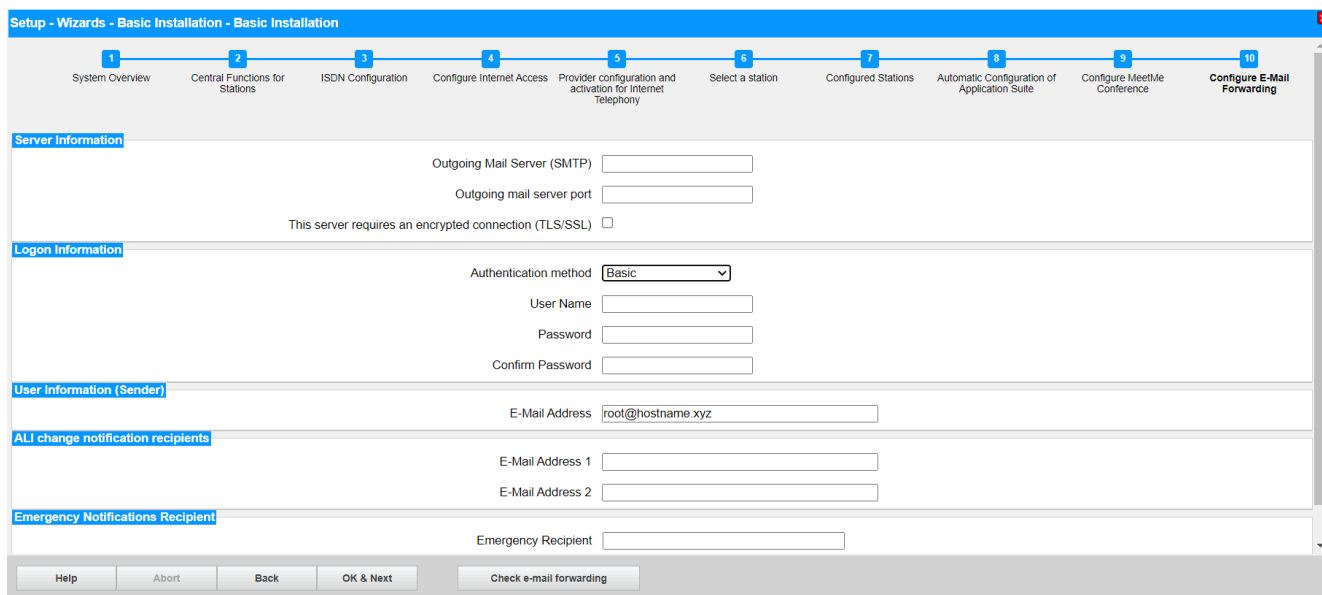 Setup - Wizards - Basic Installation - Basic Installation
1 2 3 4 5 6 7 8 9 10
System Overview
Central Functions for
Stations
ISDN Configuration
Configure Internet Access
Provider configuration and
activation for Internet
Telephony
Select a station
Configured Stations
Automatic Configuration of
Application Suite
Configure MeetMe
Conference
Configure E-Mail
Forwarding
Server Information
Outgoing Mail Server (SMTP)
Outgoing mail server port
This server requires an encrypted connection (TLS/SSL)
Logon Information
Authentication method Basic
User Name
Password
Confirm Password
User Information (Sender)
E-Mail Address root@hostname.xyz
ALI change notification recipients
E-Mail Address 1
E-Mail Address 2
Emergency Notifications Recipient
Emergency Recipient
Help Abort Back OK & Next Check e-mail forwarding